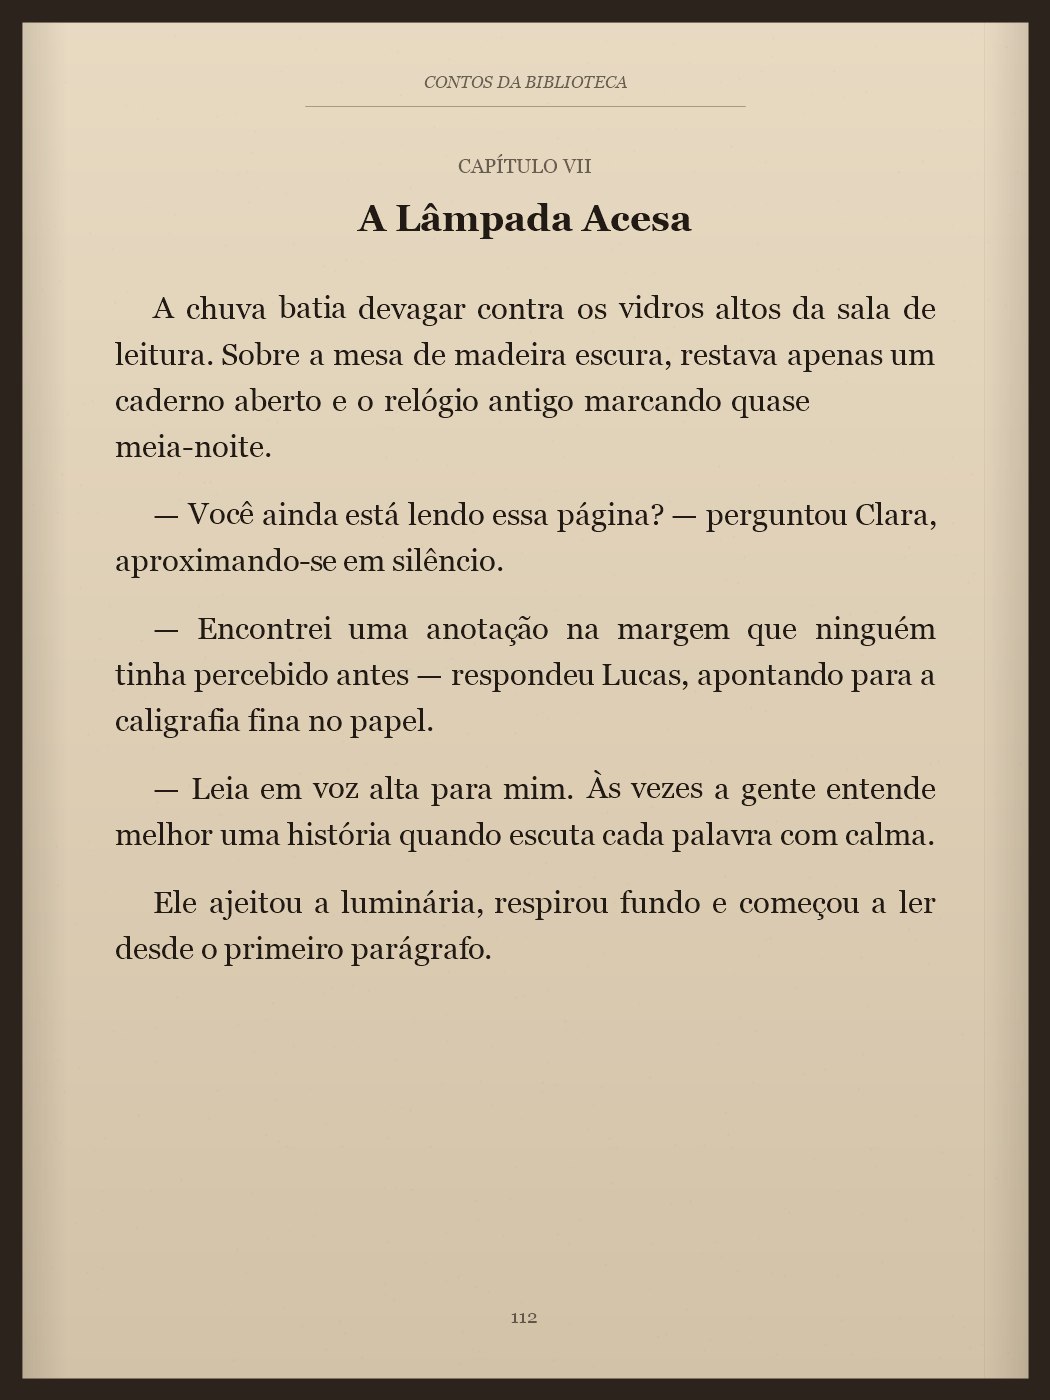 CONTOS DA BIBLIOTECA
CAPÍTULO VII
A Lâmpada Acesa
A chuva batia devagar contra os vidros altos da sala de
leitura. Sobre a mesa de madeira escura, restava apenas um
caderno aberto e o relógio antigo marcando quase
meia-noite.
— Você ainda está lendo essa página? — perguntou Clara,
aproximando-se em silêncio.
— Encontrei uma anotação na margem que ninguém
tinha percebido antes — respondeu Lucas, apontando para a
caligrafia fina no papel.
— Leia em voz alta para mim. Às vezes a gente entende
melhor uma história quando escuta cada palavra com calma.
Ele ajeitou a luminária, respirou fundo e começou a ler
desde o primeiro parágrafo.
112